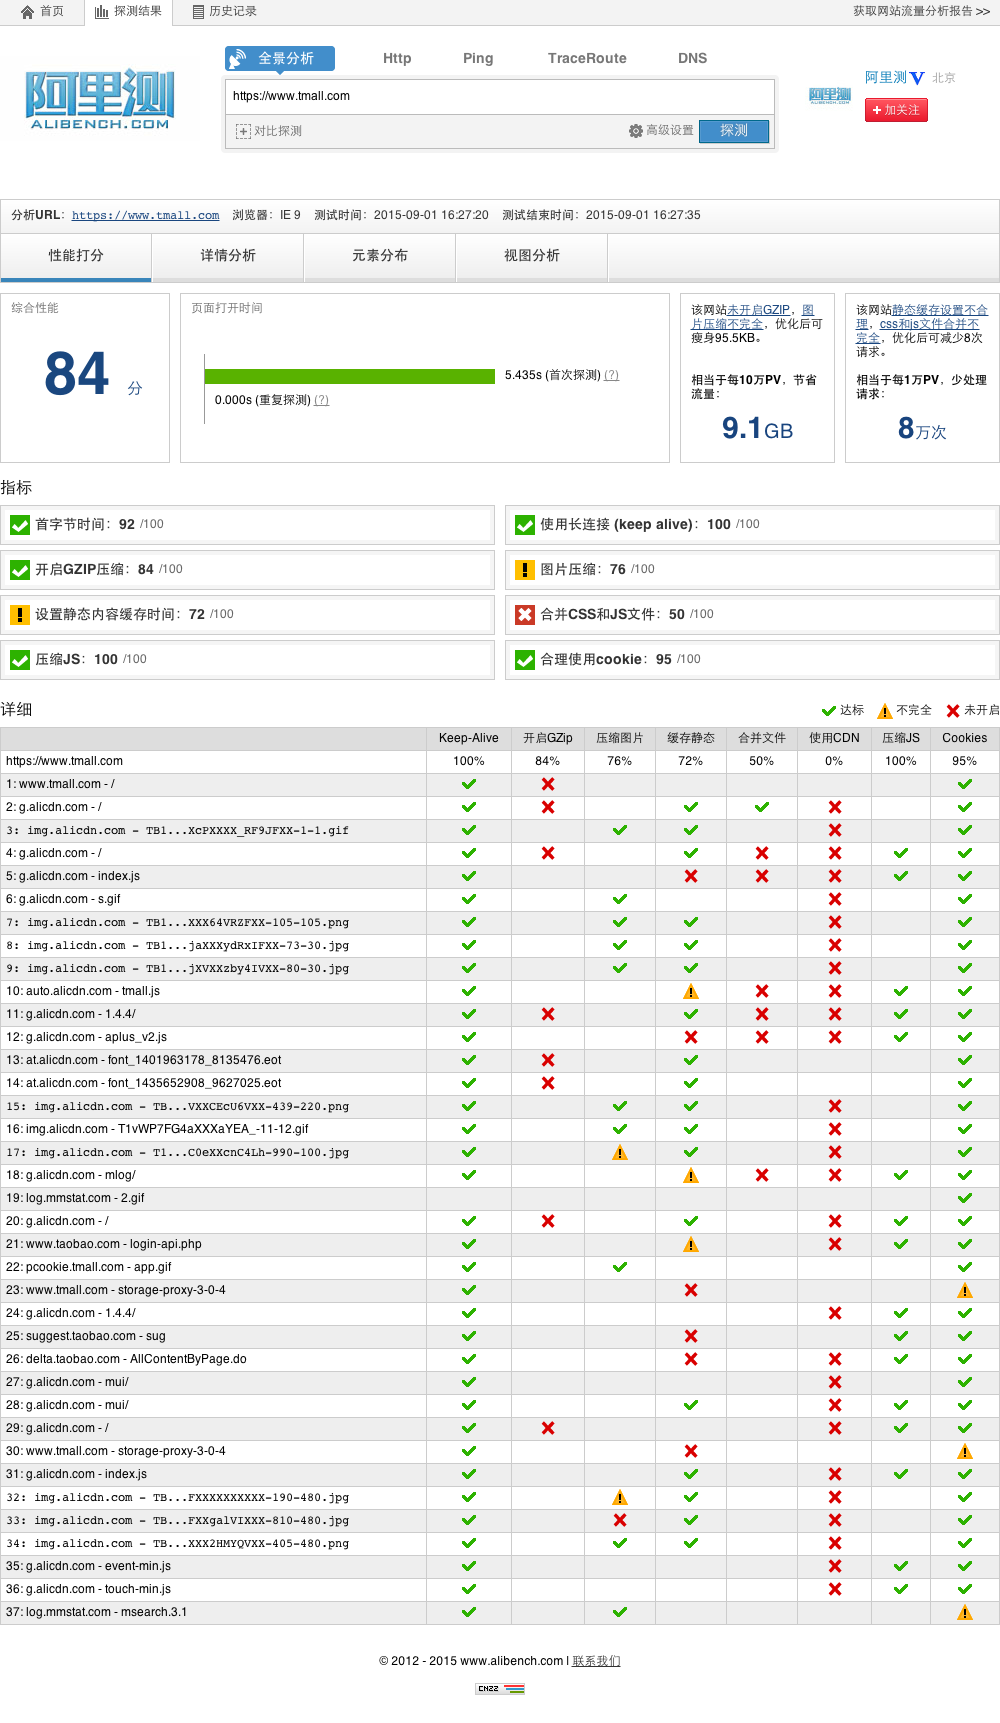 首页 探测结果 历史记录 获取网站流量分析报告 >>
阿里测
ALIBENCH.COM
全景分析 Http Ping TraceRoute DNS
https://www.tmall.com
+ 对比探测 高级设置 探测
阿里测
ALIBENCH.COM
阿里测 V 北京
+ 加关注
分析URL： https://www.tmall.com 浏览器：IE 9 测试时间：2015-09-01 16:27:20 测试结束时间：2015-09-01 16:27:35
性能打分 详情分析 元素分布 视图分析
综合性能
84 分
页面打开时间
5.435s (首次探测) (?)
0.000s (重复探测) (?)
该网站未开启GZIP，图
片压缩不完全，优化后可
瘦身95.5KB。
相当于每10万PV，节省
流量：
9.1GB
该网站静态缓存设置不合
理，css和js文件合并不
完全，优化后可减少8次
请求。
相当于每1万PV，少处理
请求：
8万次
指标
首字节时间：92 /100 使用长连接 (keep alive)：100 /100
开启GZIP压缩：84 /100 图片压缩：76 /100
设置静态内容缓存时间：72 /100 合并CSS和JS文件：50 /100
压缩JS：100 /100 合理使用cookie：95 /100
详细 达标 不完全 未开启
Keep-Alive 开启GZip 压缩图片 缓存静态 合并文件 使用CDN 压缩JS Cookies
https://www.tmall.com 100% 84% 76% 72% 50% 0% 100% 95%
1: www.tmall.com - /
2: g.alicdn.com - /
3: img.alicdn.com - TB1...XcPXXXX_RF9JFXX-1-1.gif
4: g.alicdn.com - /
5: g.alicdn.com - index.js
6: g.alicdn.com - s.gif
7: img.alicdn.com - TB1...XXX64VRZFXX-105-105.png
8: img.alicdn.com - TB1...jaXXXydRxIFXX-73-30.jpg
9: img.alicdn.com - TB1...jXVXXzby4IVXX-80-30.jpg
10: auto.alicdn.com - tmall.js
11: g.alicdn.com - 1.4.4/
12: g.alicdn.com - aplus_v2.js
13: at.alicdn.com - font_1401963178_8135476.eot
14: at.alicdn.com - font_1435652908_9627025.eot
15: img.alicdn.com - TB...VXXCEcU6VXX-439-220.png
16: img.alicdn.com - T1vWP7FG4aXXXaYEA_-11-12.gif
17: img.alicdn.com - T1...C0eXXcnC4Lh-990-100.jpg
18: g.alicdn.com - mlog/
19: log.mmstat.com - 2.gif
20: g.alicdn.com - /
21: www.taobao.com - login-api.php
22: pcookie.tmall.com - app.gif
23: www.tmall.com - storage-proxy-3-0-4
24: g.alicdn.com - 1.4.4/
25: suggest.taobao.com - sug
26: delta.taobao.com - AllContentByPage.do
27: g.alicdn.com - mui/
28: g.alicdn.com - mui/
29: g.alicdn.com - /
30: www.tmall.com - storage-proxy-3-0-4
31: g.alicdn.com - index.js
32: img.alicdn.com - TB...FXXXXXXXXXX-190-480.jpg
33: img.alicdn.com - TB...FXXgalVIXXX-810-480.jpg
34: img.alicdn.com - TB...XXX2HMYQVXX-405-480.png
35: g.alicdn.com - event-min.js
36: g.alicdn.com - touch-min.js
37: log.mmstat.com - msearch.3.1
© 2012 - 2015 www.alibench.com | 联系我们
CNZZ